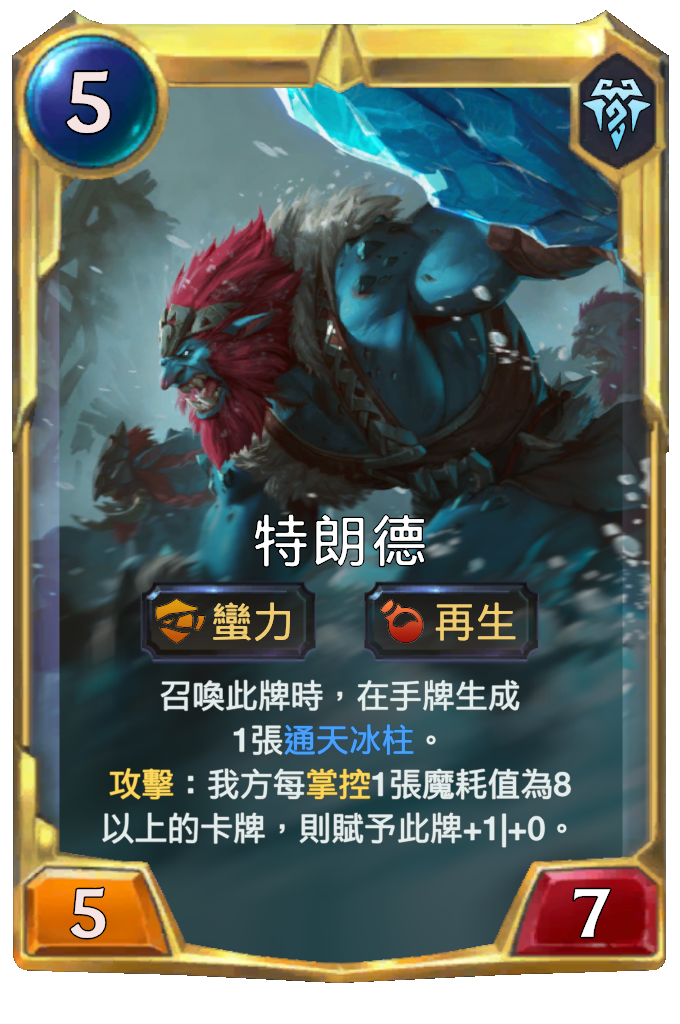 5
特朗德
蠻力 再生
召喚此牌時，在手牌生成
1張通天冰柱。
攻擊：我方每掌控1張魔耗值為8
以上的卡牌，則賦予此牌+1|+0。
5 7